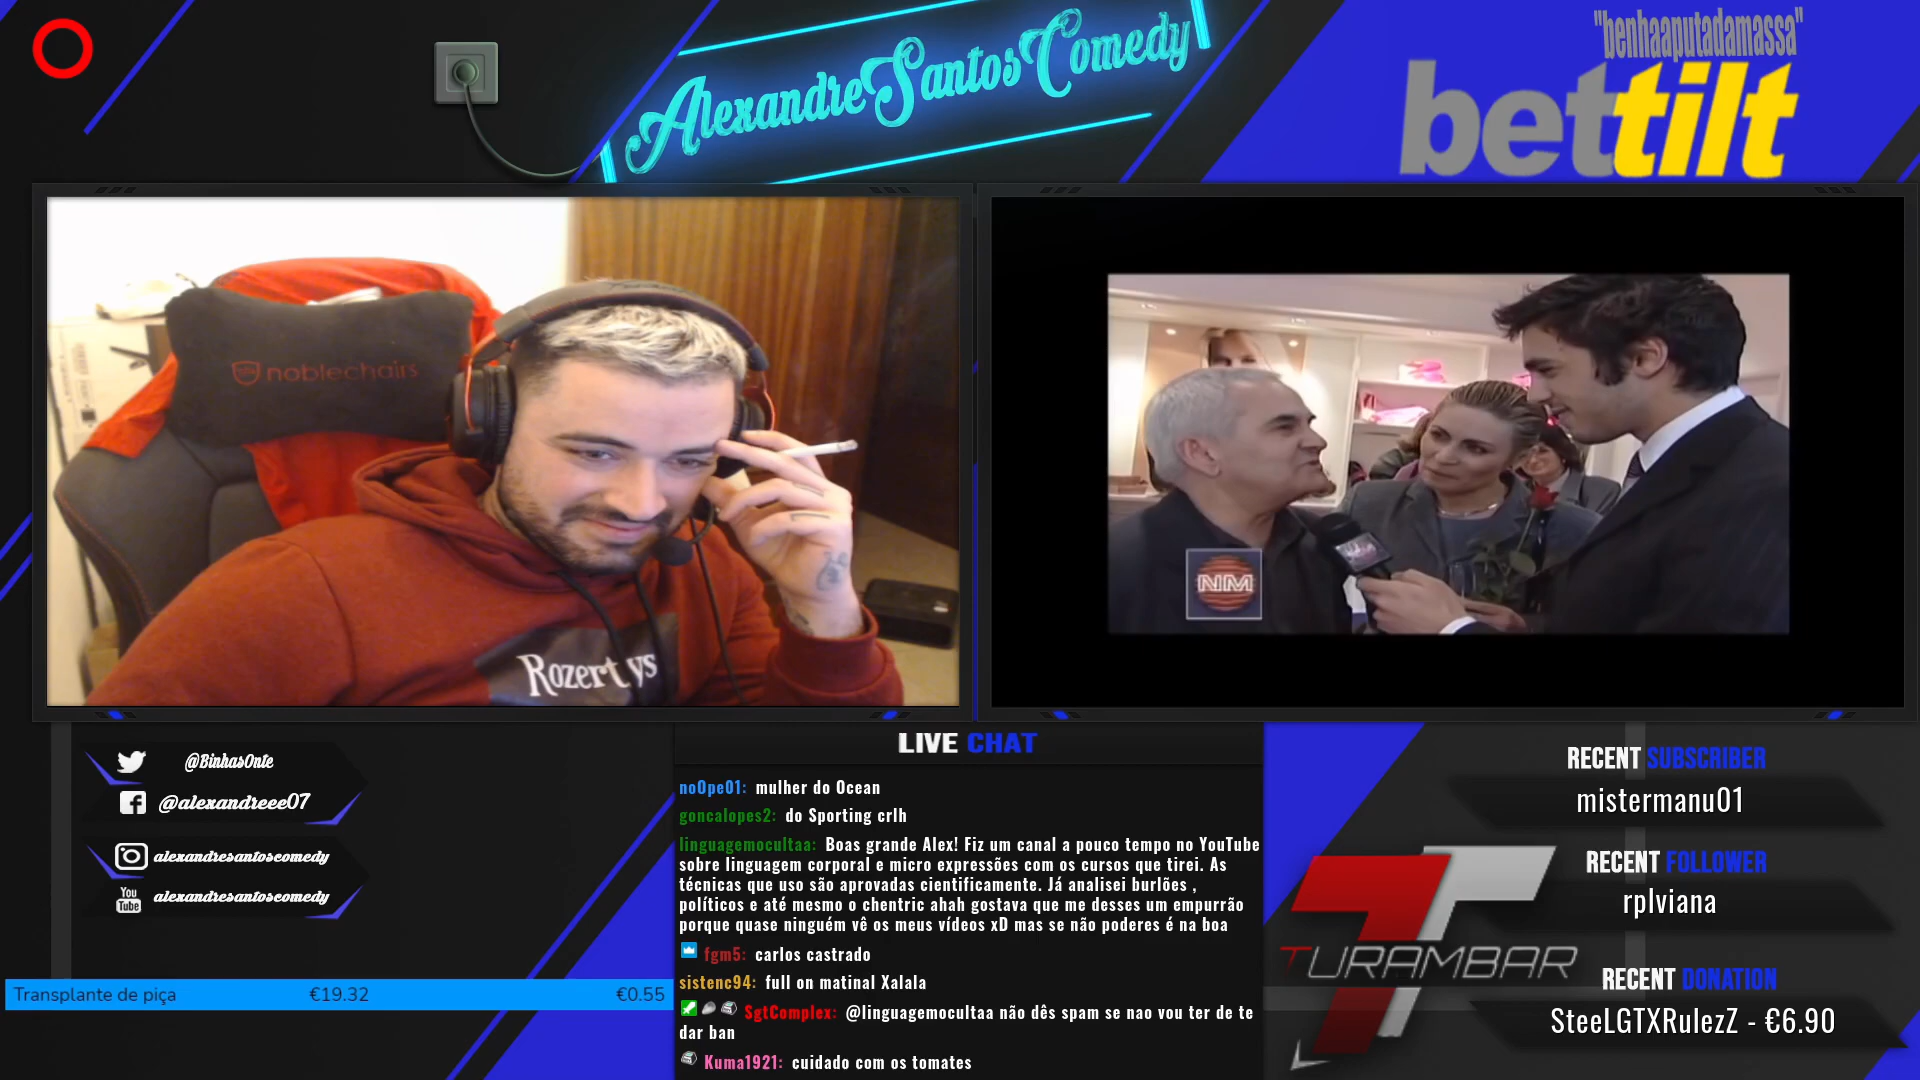 AlexandreSantosComedy
"benhaaputadamassa"
bettilt
noblechairs
Rozert ys
NM
@BinhasOnte
@alexandreee07
alexandresantoscomedy
You
Tube
alexandresantoscomedy
Transplante de piça €19.32 €0.55
LIVE CHAT
no0pe01: mulher do Ocean
goncalopes2: do Sporting crlh
linguagemocultaa: Boas grande Alex! Fiz um canal a pouco tempo no YouTube
sobre linguagem corporal e micro expressões com os cursos que tirei. As
técnicas que uso são aprovadas cientificamente. Já analisei burlões ,
políticos e até mesmo o chentric ahah gostava que me desses um empurrão
porque quase ninguém vê os meus vídeos xD mas se não poderes é na boa
fgm5: carlos castrado
sistenc94: full on matinal Xalala
SgtComplex: @linguagemocultaa não dês spam se nao vou ter de te
dar ban
Kuma1921: cuidado com os tomates
TURAMBAR
RECENT SUBSCRIBER
mistermanu01
RECENT FOLLOWER
rplviana
RECENT DONATION
SteeLGTXRulezZ - €6.90